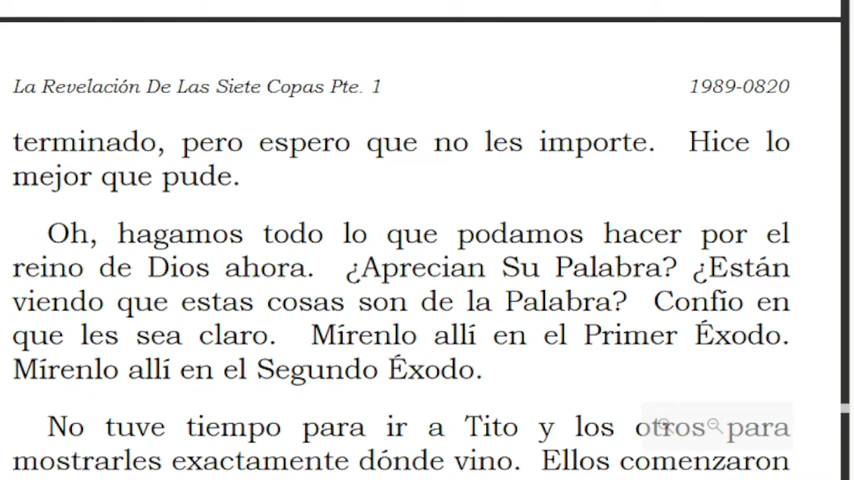 La Revelación De Las Siete Copas Pte. 1 1989-0820
terminado, pero espero que no les importe. Hice lo
mejor que pude.
Oh, hagamos todo lo que podamos hacer por el
reino de Dios ahora. ¿Aprecian Su Palabra? ¿Están
viendo que estas cosas son de la Palabra? Confío en
que les sea claro. Mírenlo allí en el Primer Éxodo.
Mírenlo allí en el Segundo Éxodo.
No tuve tiempo para ir a Tito y los otros para
mostrarles exactamente dónde vino. Ellos comenzaron